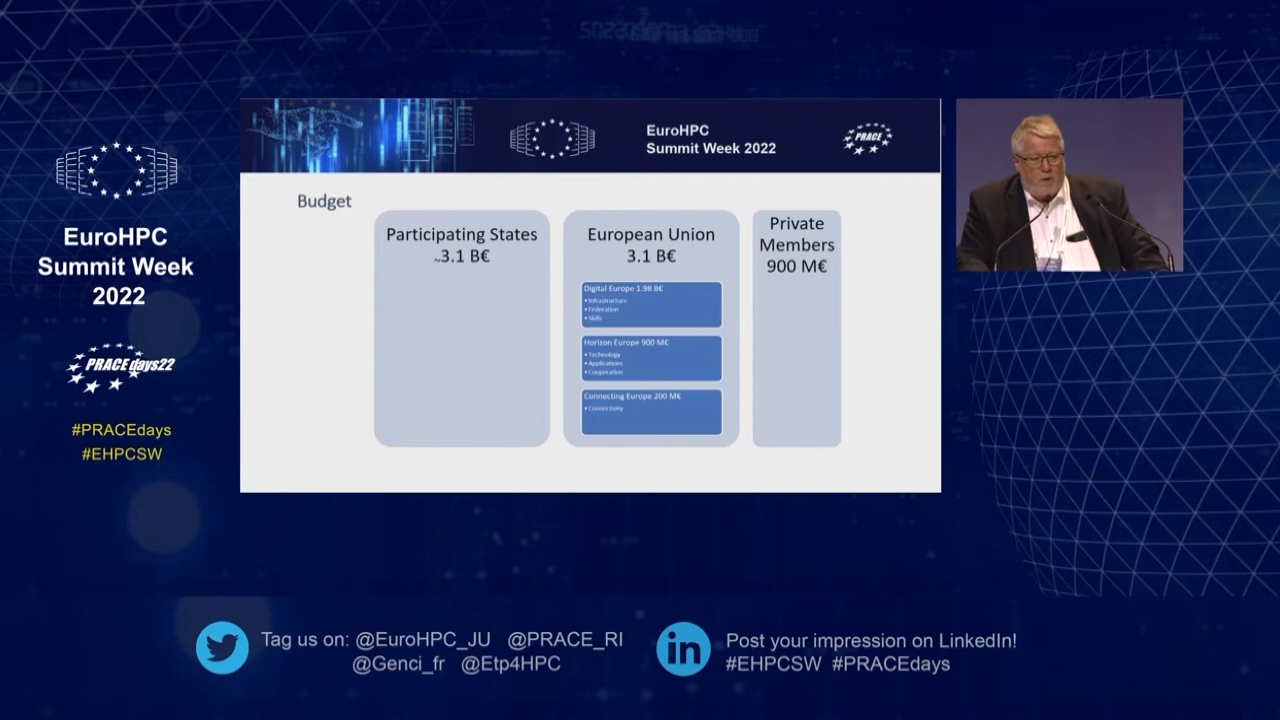 EuroHPC
Summit Week
2022
PRACEdays22
#PRACEdays
#EHPCSW
EuroHPC
Summit Week 2022
PRACE
Budget
Participating States
~3.1 B€
European Union
3.1 B€
Digital Europe 1.98 B€
• Infrastructure
• Federation
• Skills
Horizon Europe 900 M€
• Technology
• Applications
• Cooperation
Connecting Europe 200 M€
• Connectivity
Private
Members
900 M€
Tag us on: @EuroHPC_JU @PRACE_RI
@Genci_fr @Etp4HPC
in
Post your impression on LinkedIn!
#EHPCSW #PRACEdays